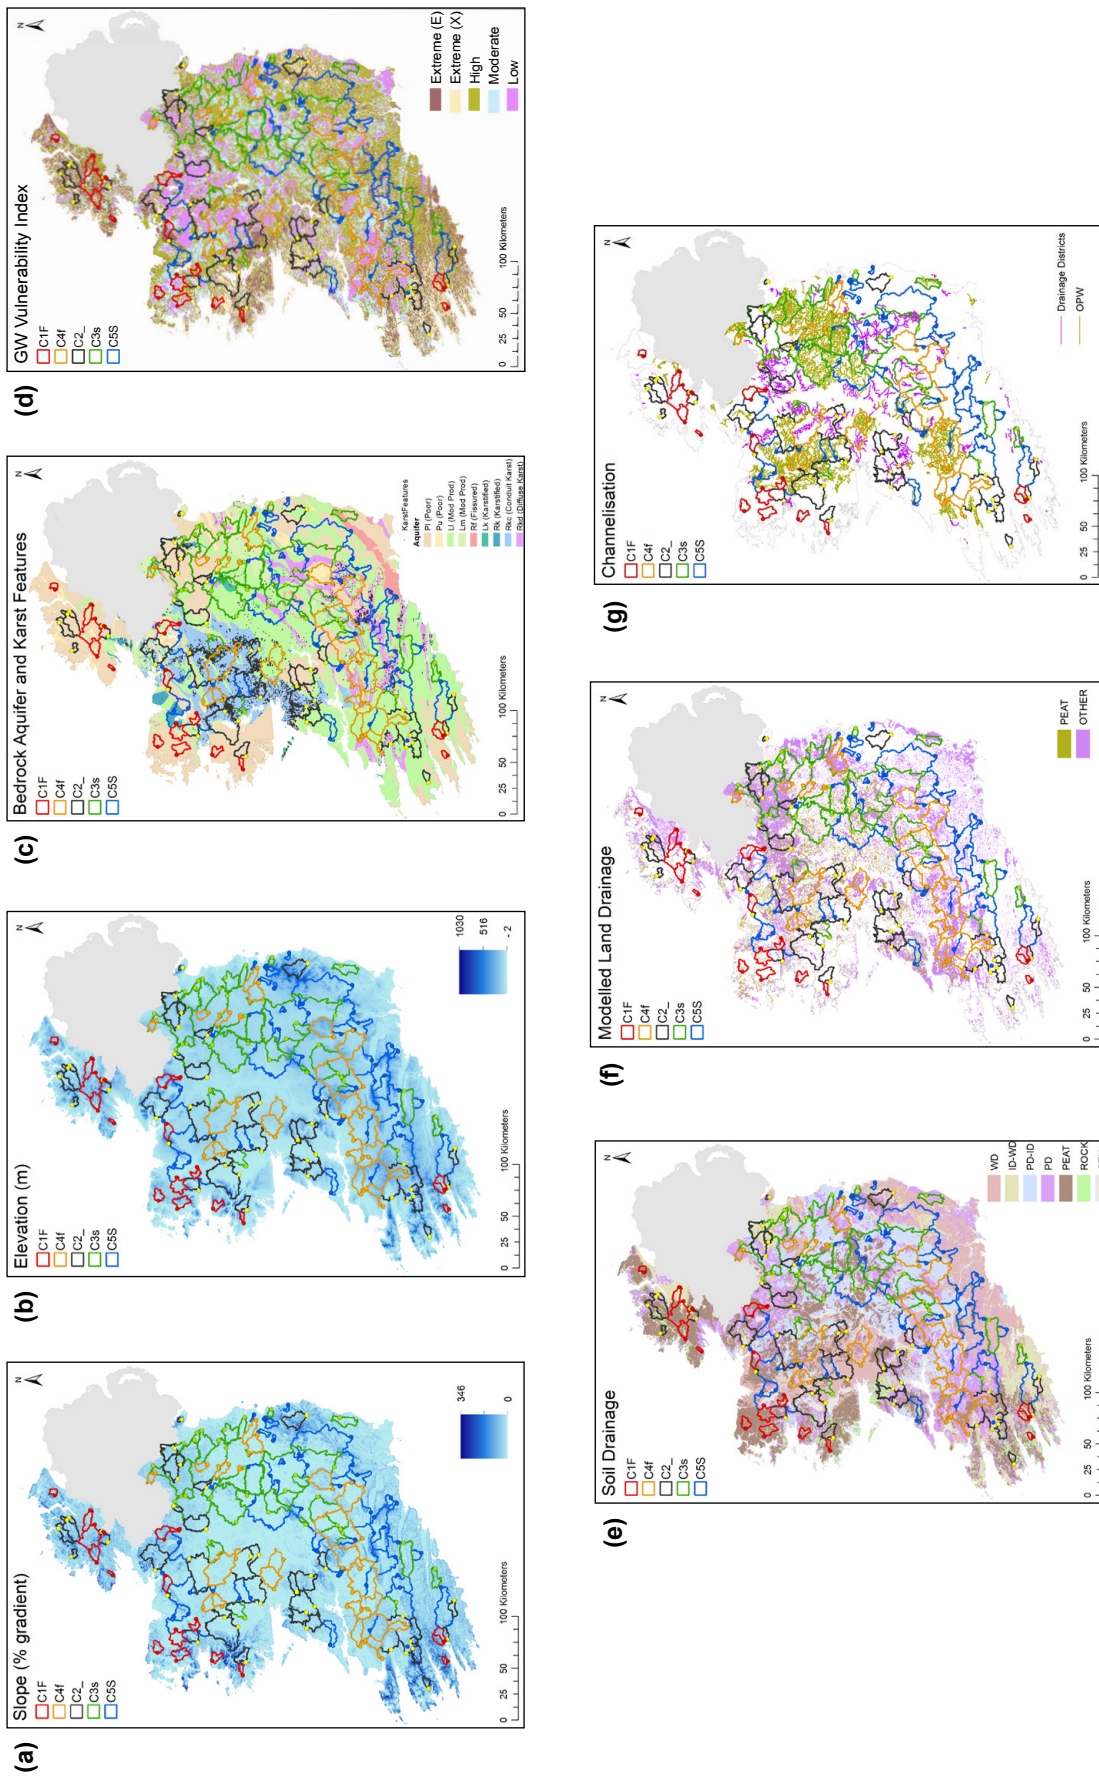 (a)
Slope (% gradient)
N
C1F
C4f
C2_
C3s
C5S
346
0
0 25 50 100 Kilometers
(b)
Elevation (m)
N
C1F
C4f
C2_
C3s
C5S
1030
516
- 2
0 25 50 100 Kilometers
(c)
Bedrock Aquifer and Karst Features
N
C1F
C4f
C2_
C3s
C5S
KarstFeatures
Aquifer
Pl (Poor)
Pu (Poor)
Ll (Mod Prod)
Lm (Mod Prod)
Rf (Fissured)
Lk (Karstified)
Rk (Karstified)
Rkc (Conduit Karst)
Rkd (Diffuse Karst)
0 25 50 100 Kilometers
(d)
GW Vulnerability Index
N
C1F
C4f
C2_
C3s
C5S
Extreme (E)
Extreme (X)
High
Moderate
Low
0 25 50 100 Kilometers
(e)
Soil Drainage
N
C1F
C4f
C2_
C3s
C5S
WD
ID-WD
PD-ID
PD
PEAT
ROCK
0 25 50 100 Kilometers
(f)
Modelled Land Drainage
N
C1F
C4f
C2_
C3s
C5S
PEAT
OTHER
0 25 50 100 Kilometers
(g)
Channelisation
N
C1F
C4f
C2_
C3s
C5S
Drainage Districts
OPW
0 25 50 100 Kilometers